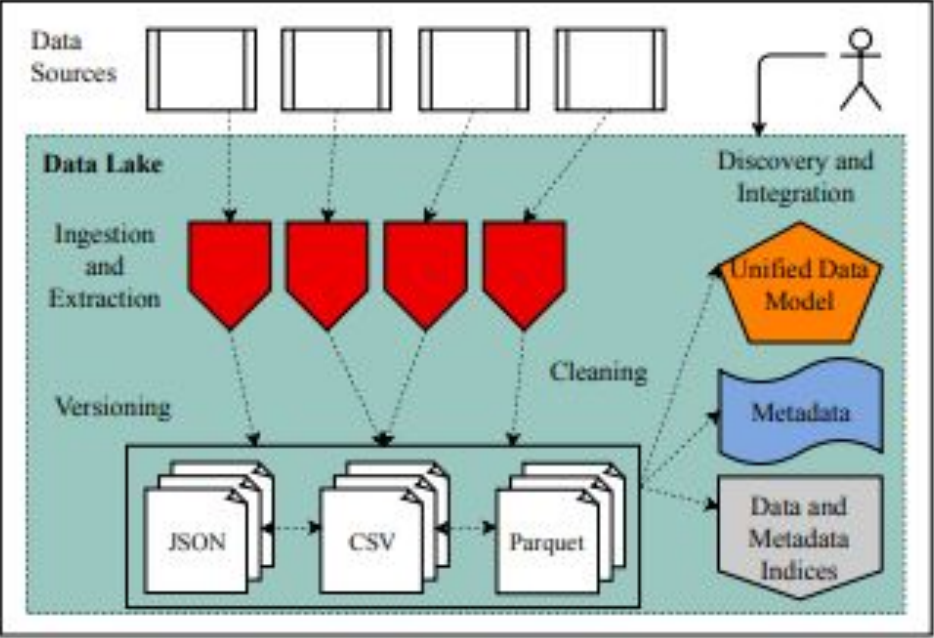 Data
Sources
Data Lake
Discovery and
Integration
Ingestion
and
Extraction
Unified Data
Model
Cleaning
Versioning
Metadata
JSON
CSV
Parquet
Data and
Metadata
Indices